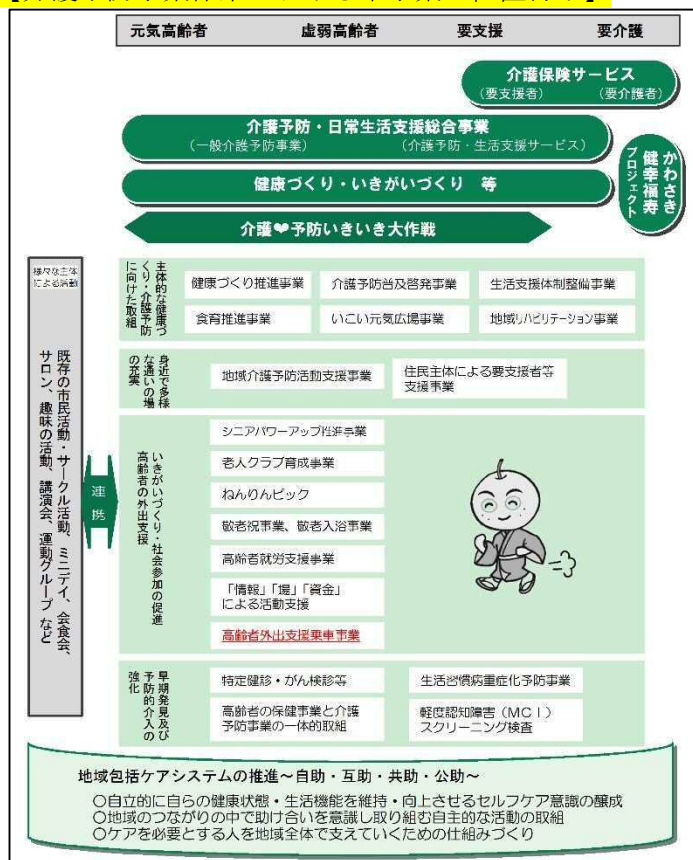 元気高齢者 虚弱高齢者 要支援 要介護
介護保険サービス
（要支援者） （要介護者）
介護予防・日常生活支援総合事業
（一般介護予防事業） （介護予防・生活支援サービス）
健康づくり・いきがいづくり 等
かわさき
健幸福寿
プロジェクト
介護❤予防いきいき大作戦
様々な主体
による活動
既存の市民活動・サークル活動、ミニデイ、会食会、
サロン、趣味の活動、講演会、運動グループ など
連携
主体的な健康づ
くり・介護予防
に向けた取組
健康づくり推進事業 介護予防普及啓発事業 生活支援体制整備事業
食育推進事業 いこい元気広場事業 地域リハビリテーション事業
身近で多様
な通いの場
の充実
地域介護予防活動支援事業
住民主体による要支援者等
支援事業
いきがいづくり・社会参加の促進
高齢者の外出支援
シニアパワーアップ推進事業
老人クラブ育成事業
ねんりんピック
敬老祝事業、敬老入浴事業
高齢者就労支援事業
「情報」「場」「資金」
による活動支援
高齢者外出支援乗車事業
早期発見及び
予防的介入の
強化
特定健診・がん検診等 生活習慣病重症化予防事業
高齢者の保健事業と介護
予防事業の一体的取組
軽度認知障害（ＭＣＩ）
スクリーニング検査
地域包括ケアシステムの推進～自助・互助・共助・公助～
○自立的に自らの健康状態・生活機能を維持・向上させるセルフケア意識の醸成
○地域のつながりの中で助け合いを意識し取り組む自主的な活動の取組
○ケアを必要とする人を地域全体で支えていくための仕組みづくり